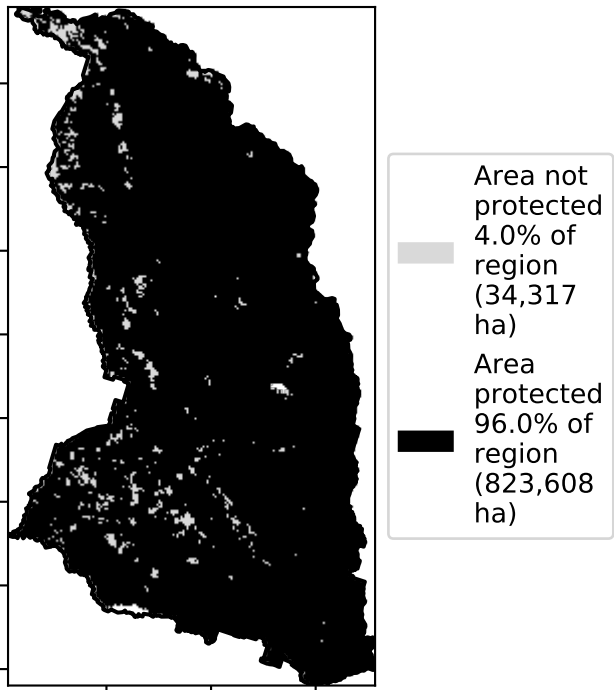 Area not
protected
4.0% of
region
(34,317
ha)
Area
protected
96.0% of
region
(823,608
ha)